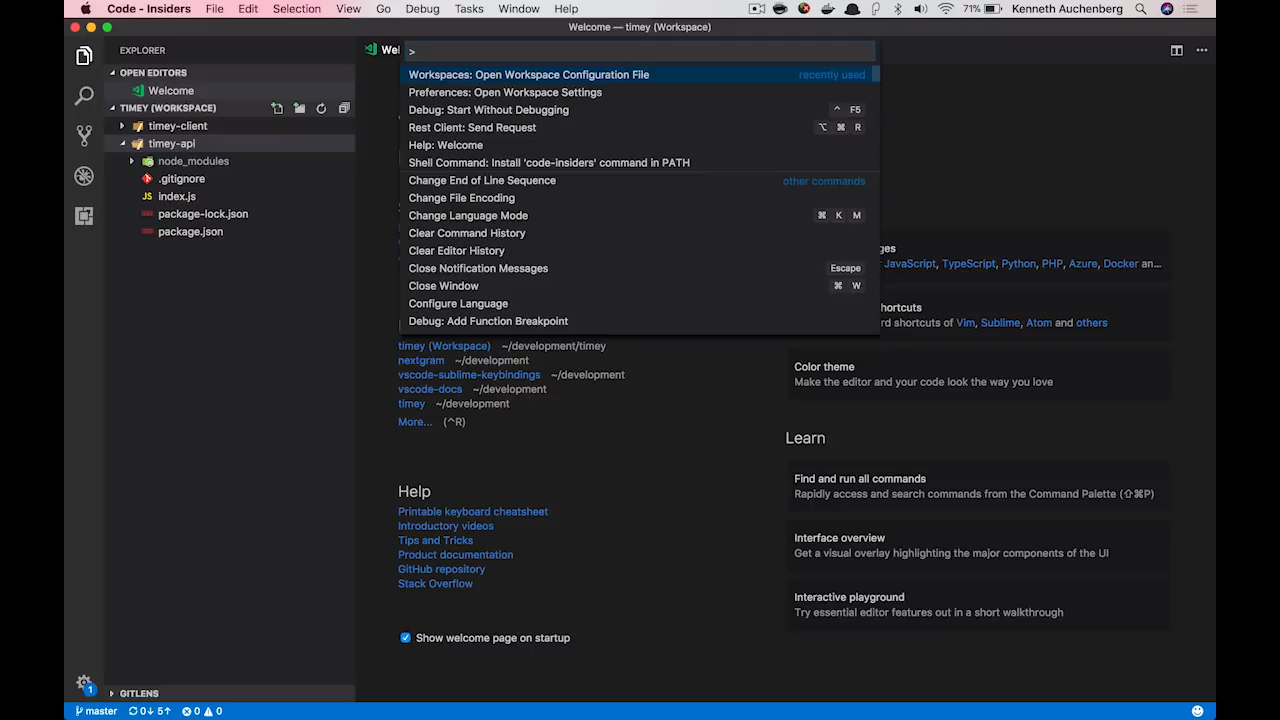 Code - Insiders File Edit Selection View Go Debug Tasks Window Help 71% Kenneth Auchenberg
Welcome — timey (Workspace)
EXPLORER
OPEN EDITORS
Welcome
TIMEY (WORKSPACE)
timey-client
timey-api
node_modules
.gitignore
JS index.js
package-lock.json
package.json
GITLENS
Wel
>
Workspaces: Open Workspace Configuration File recently used
Preferences: Open Workspace Settings
Debug: Start Without Debugging ⌃ F5
Rest Client: Send Request ⌥ ⌘ R
Help: Welcome
Shell Command: Install 'code-insiders' command in PATH
Change End of Line Sequence other commands
Change File Encoding
Change Language Mode ⌘ K M
Clear Command History
Clear Editor History
Close Notification Messages Escape
Close Window ⌘ W
Configure Language
Debug: Add Function Breakpoint
timey (Workspace) ~/development/timey
nextgram ~/development
vscode-sublime-keybindings ~/development
vscode-docs ~/development
timey ~/development
More... (^R)
Help
Printable keyboard cheatsheet
Introductory videos
Tips and Tricks
Product documentation
GitHub repository
Stack Overflow
Show welcome page on startup
ges
JavaScript, TypeScript, Python, PHP, Azure, Docker an...
hortcuts
rd shortcuts of Vim, Sublime, Atom and others
Color theme
Make the editor and your code look the way you love
Learn
Find and run all commands
Rapidly access and search commands from the Command Palette (⇧⌘P)
Interface overview
Get a visual overlay highlighting the major components of the UI
Interactive playground
Try essential editor features out in a short walkthrough
1
master 0↓ 5↑ 0 0